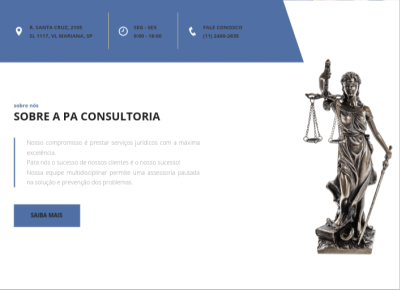 R. SANTA CRUZ, 2105
SL 1117, VL MARIANA, SP
SEG - SEX
9:00 - 18:00
FALE CONOSCO
(11)
sobre nós
SOBRE A PA CONSULTORIA
Nosso compromisso é prestar serviços jurídicos com a máxima
excelência.
Para nós o sucesso de nossos clientes é o nosso sucesso!
Nossa equipe multidisciplinar permite uma assessoria pautada
na solução e prevenção dos problemas.
SAIBA MAIS